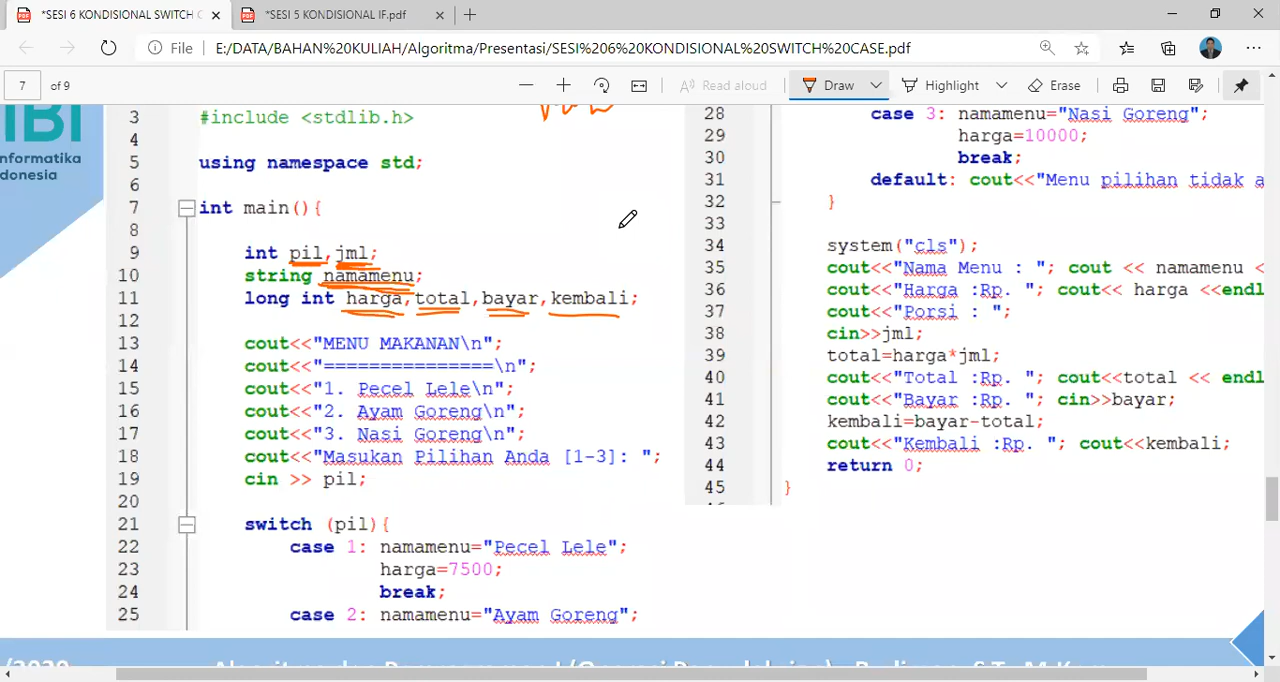 *SESI 6 KONDISIONAL SWITCH C
*SESI 5 KONDISIONAL IF.pdf
File
E:/DATA/BAHAN%20KULIAH/Algoritma/Presentasi/SESI%206%20KONDISIONAL%20SWITCH%20CASE.pdf
7 of 9
Read aloud
Draw
Highlight
Erase
IBI
nformatika
donesia
3 #include <stdlib.h>
4
5 using namespace std;
6
7 int main(){
8
9 int pil,jml;
10 string namamenu;
11 long int harga,total,bayar,kembali;
12
13 cout<<"MENU MAKANAN\n";
14 cout<<"===============\n";
15 cout<<"1. Pecel Lele\n";
16 cout<<"2. Ayam Goreng\n";
17 cout<<"3. Nasi Goreng\n";
18 cout<<"Masukan Pilihan Anda [1-3]: ";
19 cin >> pil;
20
21 switch (pil){
22 case 1: namamenu="Pecel Lele";
23 harga=7500;
24 break;
25 case 2: namamenu="Ayam Goreng";
28 case 3: namamenu="Nasi Goreng";
29 harga=10000;
30 break;
31 default: cout<<"Menu pilihan tidak a
32 }
33
34 system("cls");
35 cout<<"Nama Menu : "; cout << namamenu <
36 cout<<"Harga :Rp. "; cout<< harga <<endl
37 cout<<"Porsi : ";
38 cin>>jml;
39 total=harga*jml;
40 cout<<"Total :Rp. "; cout<<total << endl
41 cout<<"Bayar :Rp. "; cin>>bayar;
42 kembali=bayar-total;
43 cout<<"Kembali :Rp. "; cout<<kembali;
44 return 0;
45 }